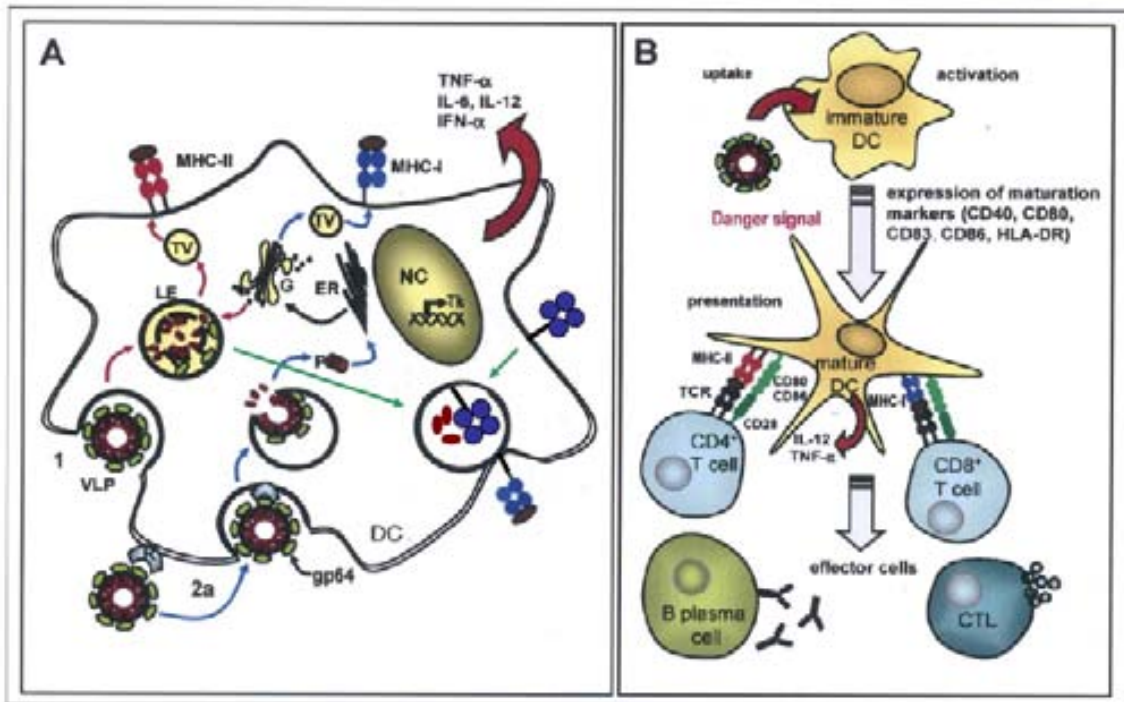 A
TNF-α
IL-6, IL-12
IFN-α
MHC-II
MHC-I
TV
TV
LE
G
ER
NC
Tk
P
1
VLP
2a
gp64
DC
B
uptake
activation
immature
DC
Danger signal
expression of maturation
markers (CD40, CD80,
CD83, CD86, HLA-DR)
presentation
MHC-II
mature
DC
TCR
CD80
CD86
CD28
MHC-I
IL-12
TNF-α
CD4+
T cell
CD8+
T cell
effector cells
B plasma
cell
CTL